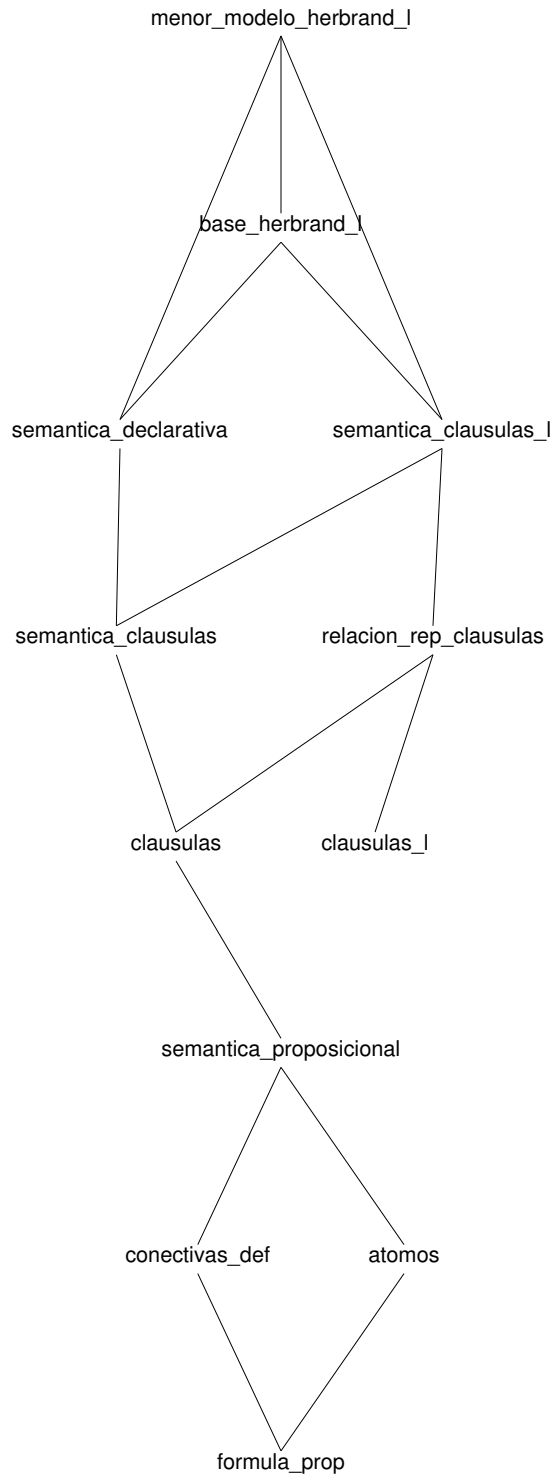 menor_modelo_herbrand_l
base_herbrand_l
semantica_declarativa
semantica_clausulas_l
semantica_clausulas
relacion_rep_clausulas
clausulas
clausulas_l
semantica_proposicional
conectivas_def
atomos
formula_prop